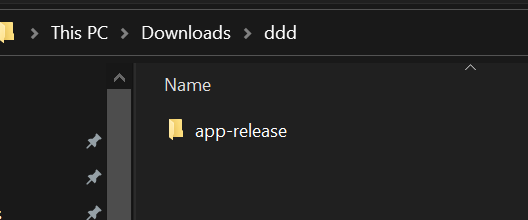 This PC > Downloads > ddd
Name
app-release